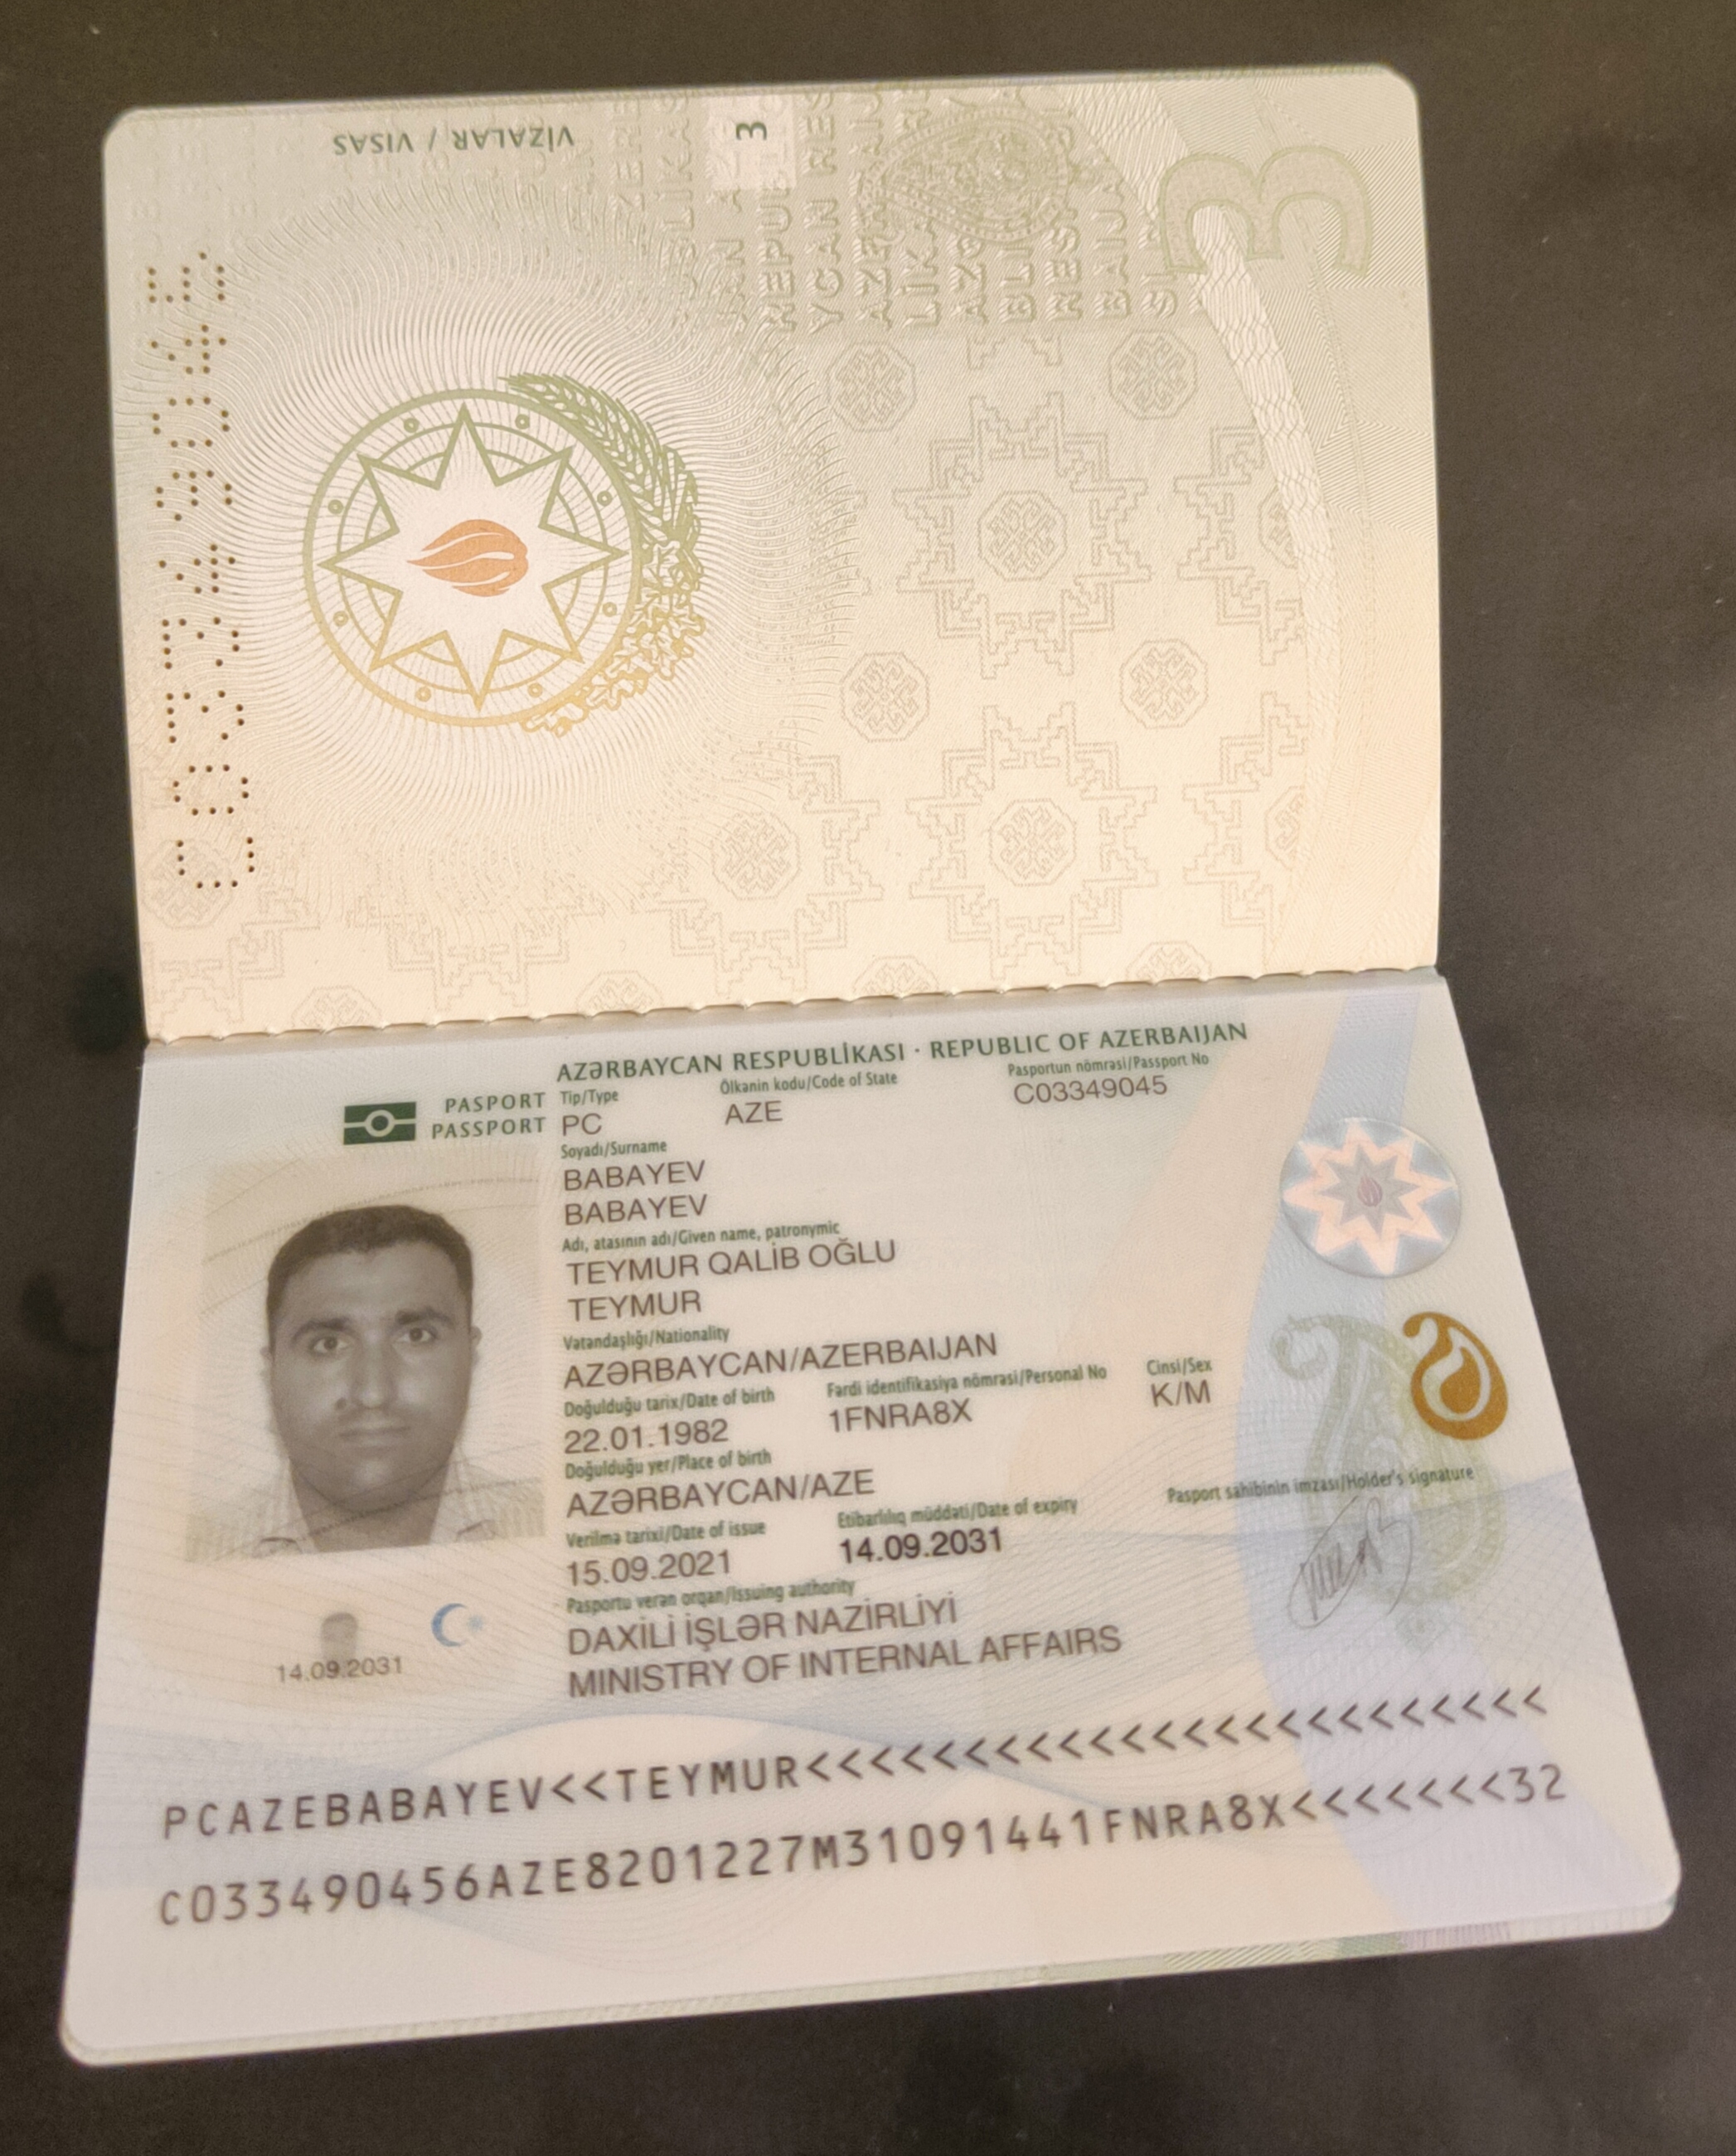 VİZALAR / VISAS
3
C03349045
AZƏRBAYCAN RESPUBLİKASI · REPUBLIC OF AZERBAIJAN
PASPORT
PASSPORT
Tip/Type
PC
Ölkənin kodu/Code of State
AZE
Pasportun nömrəsi/Passport No
C03349045
Soyadı/Surname
BABAYEV
BABAYEV
Adı, atasının adı/Given name, patronymic
TEYMUR QALİB OĞLU
TEYMUR
Vətəndaşlığı/Nationality
AZƏRBAYCAN/AZERBAIJAN
Doğulduğu tarix/Date of birth
22.01.1982
Fərdi identifikasiya nömrəsi/Personal No
1FNRA8X
Cinsi/Sex
K/M
Doğulduğu yer/Place of birth
AZƏRBAYCAN/AZE
Verilmə tarixi/Date of issue
15.09.2021
Etibarlılıq müddəti/Date of expiry
14.09.2031
Pasport sahibinin imzası/Holder's signature
Pasportu verən orqan/Issuing authority
DAXİLİ İŞLƏR NAZİRLİYİ
MINISTRY OF INTERNAL AFFAIRS
14.09.2031
PCAZEBABAYEV<<TEYMUR<<<<<<<<<<<<<<<<<<<<<<<<
C033490456AZE8201227M31091441FNRA8X<<<<<<<32